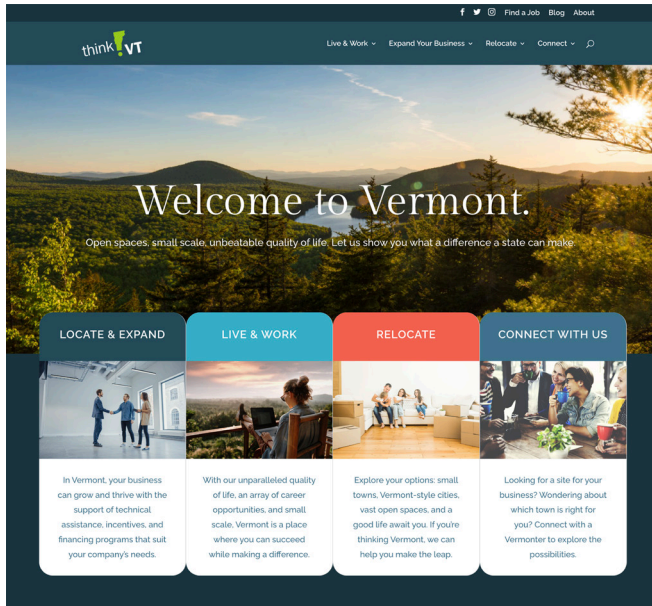 Find a Job Blog About
think VT
Live & Work Expand Your Business Relocate Connect
Welcome to Vermont.
Open spaces, small scale, unbeatable quality of life. Let us show you what a difference a state can make.
LOCATE & EXPAND
In Vermont, your business
can grow and thrive with the
support of technical
assistance, incentives, and
financing programs that suit
your company's needs.
LIVE & WORK
With our unparalleled quality
of life, an array of career
opportunities, and small
scale, Vermont is a place
where you can succeed
while making a difference.
RELOCATE
Explore your options: small
towns, Vermont-style cities,
vast open spaces, and a
good life await you. If you're
thinking Vermont, we can
help you make the leap.
CONNECT WITH US
Looking for a site for your
business? Wondering about
which town is right for
you? Connect with a
Vermonter to explore the
possibilities.